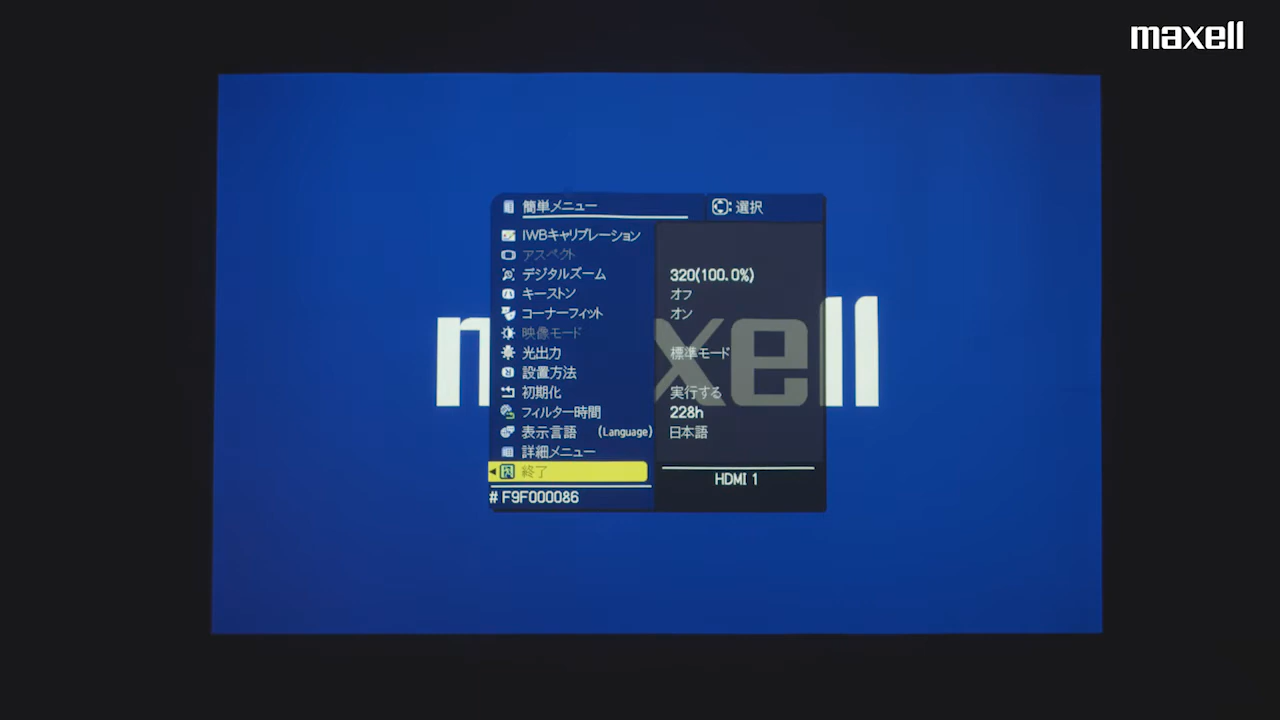 maxell
簡単メニュー　: 選択
IWBキャリブレーション
アスペクト
デジタルズーム　320(100.0%)
キーストン　オフ
コーナーフィット　オン
映像モード
光出力　標準モード
設置方法
初期化　実行する
フィルター時間　228h
表示言語　(Language)　日本語
詳細メニュー
終了
HDMI 1
# F9F000086
xell